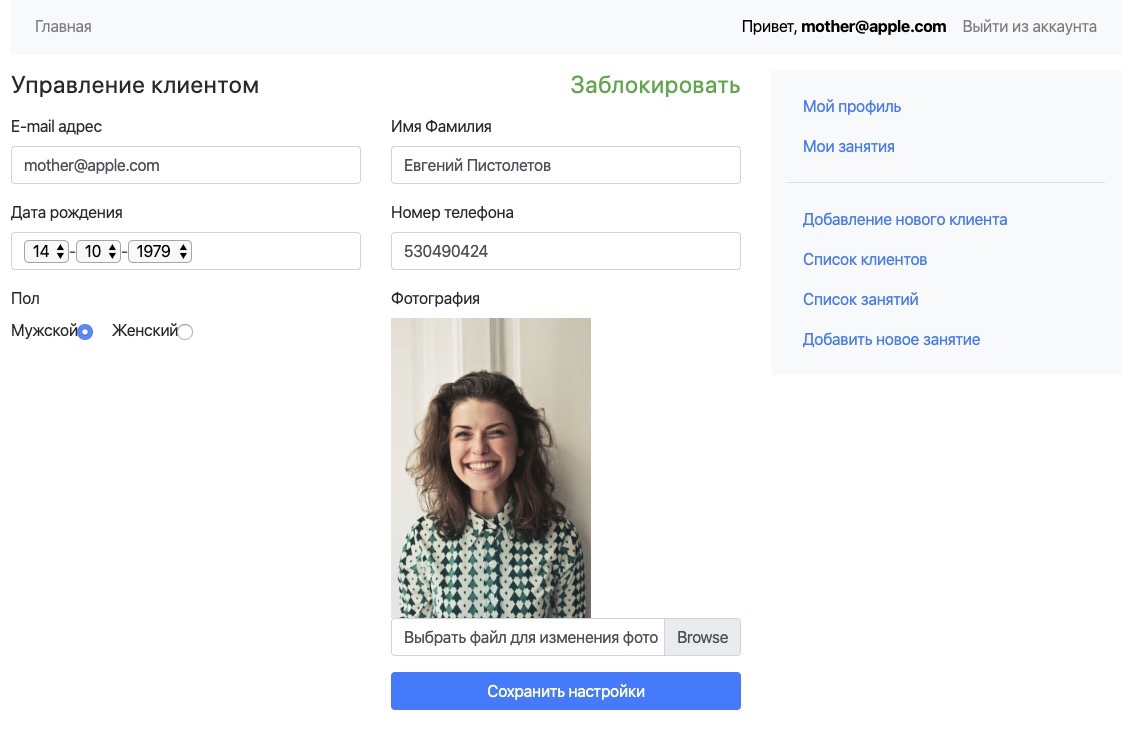 Главная
Привет, mother@apple.com Выйти из аккаунта
Управление клиентом
Заблокировать
E-mail адрес
mother@apple.com
Имя Фамилия
Евгений Пистолетов
Дата рождения
14 - 10 - 1979
Номер телефона
530490424
Пол
Мужской Женский
Фотография
Выбрать файл для изменения фото Browse
Сохранить настройки
Мой профиль
Мои занятия
Добавление нового клиента
Список клиентов
Список занятий
Добавить новое занятие